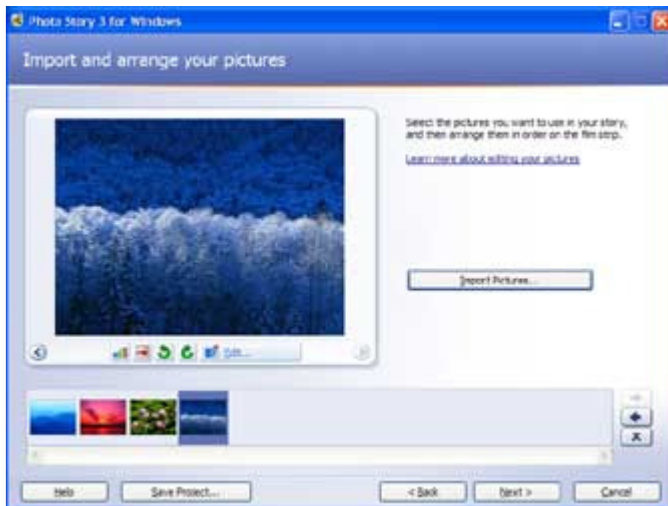 Photo Story 3 for Windows
Import and arrange your pictures
Select the pictures you want to use in your story,
and then arrange them in order on the film strip.
Learn more about editing your pictures
Import Pictures...
Edit...
Help
Save Project...
< Back
Next >
Cancel